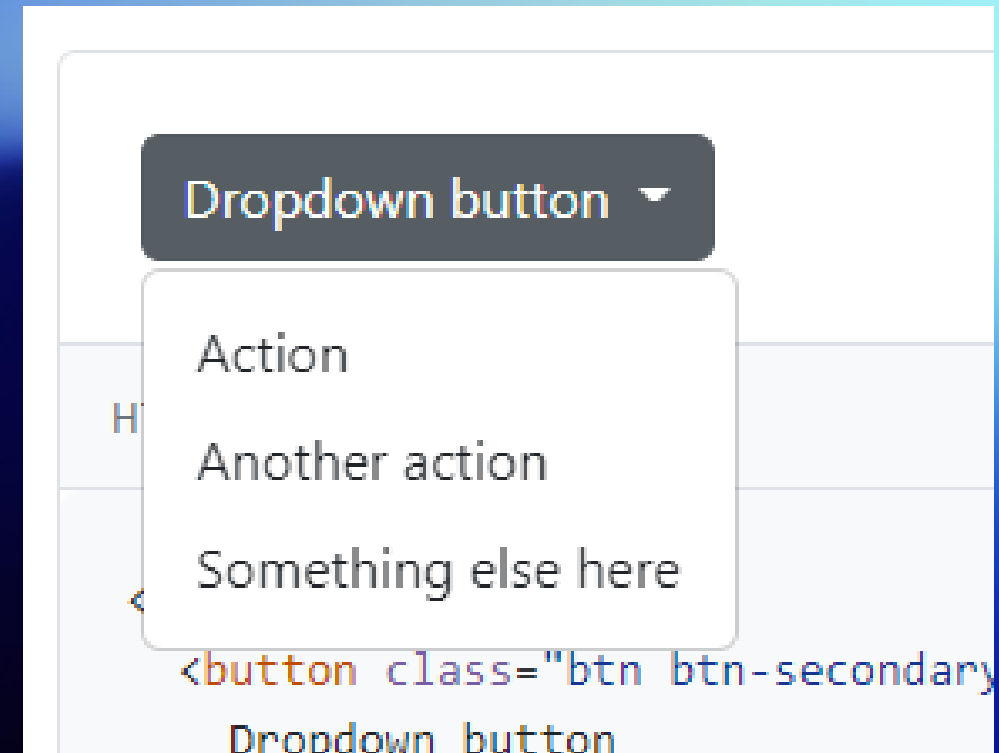 Dropdown button
Action
Another action
Something else here
<button class="btn btn-secondary
Dropdown button